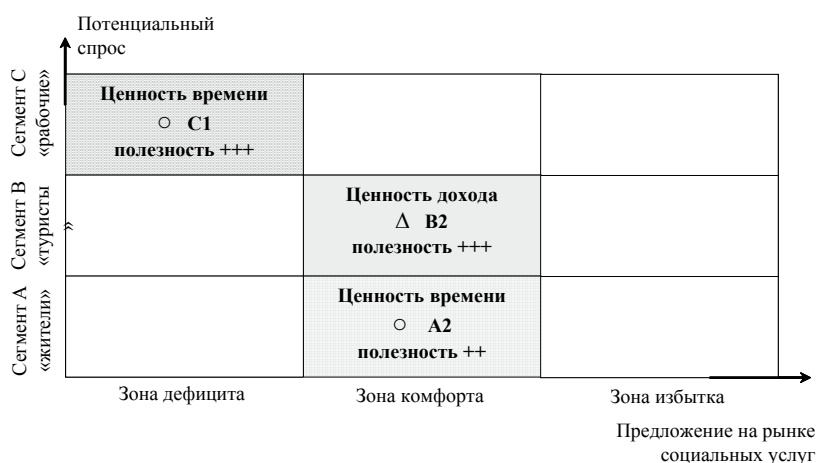 Потенциальный
спрос
Сегмент С
«рабочие»
Ценность времени
○ С1
полезность +++
Сегмент В
«туристы
»
Ценность дохода
Δ В2
полезность +++
Сегмент А
«жители»
Ценность времени
○ А2
полезность ++
Зона дефицита
Зона комфорта
Зона избытка
Предложение на рынке
социальных услуг